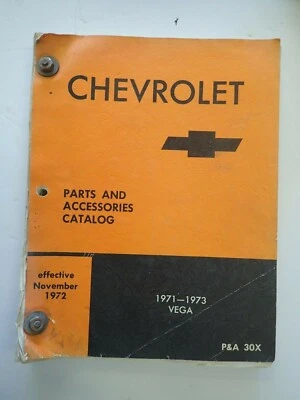 CHEVROLET
PARTS AND
ACCESSORIES
CATALOG
effective
November
1972
1971—1973
VEGA
P&A 30X